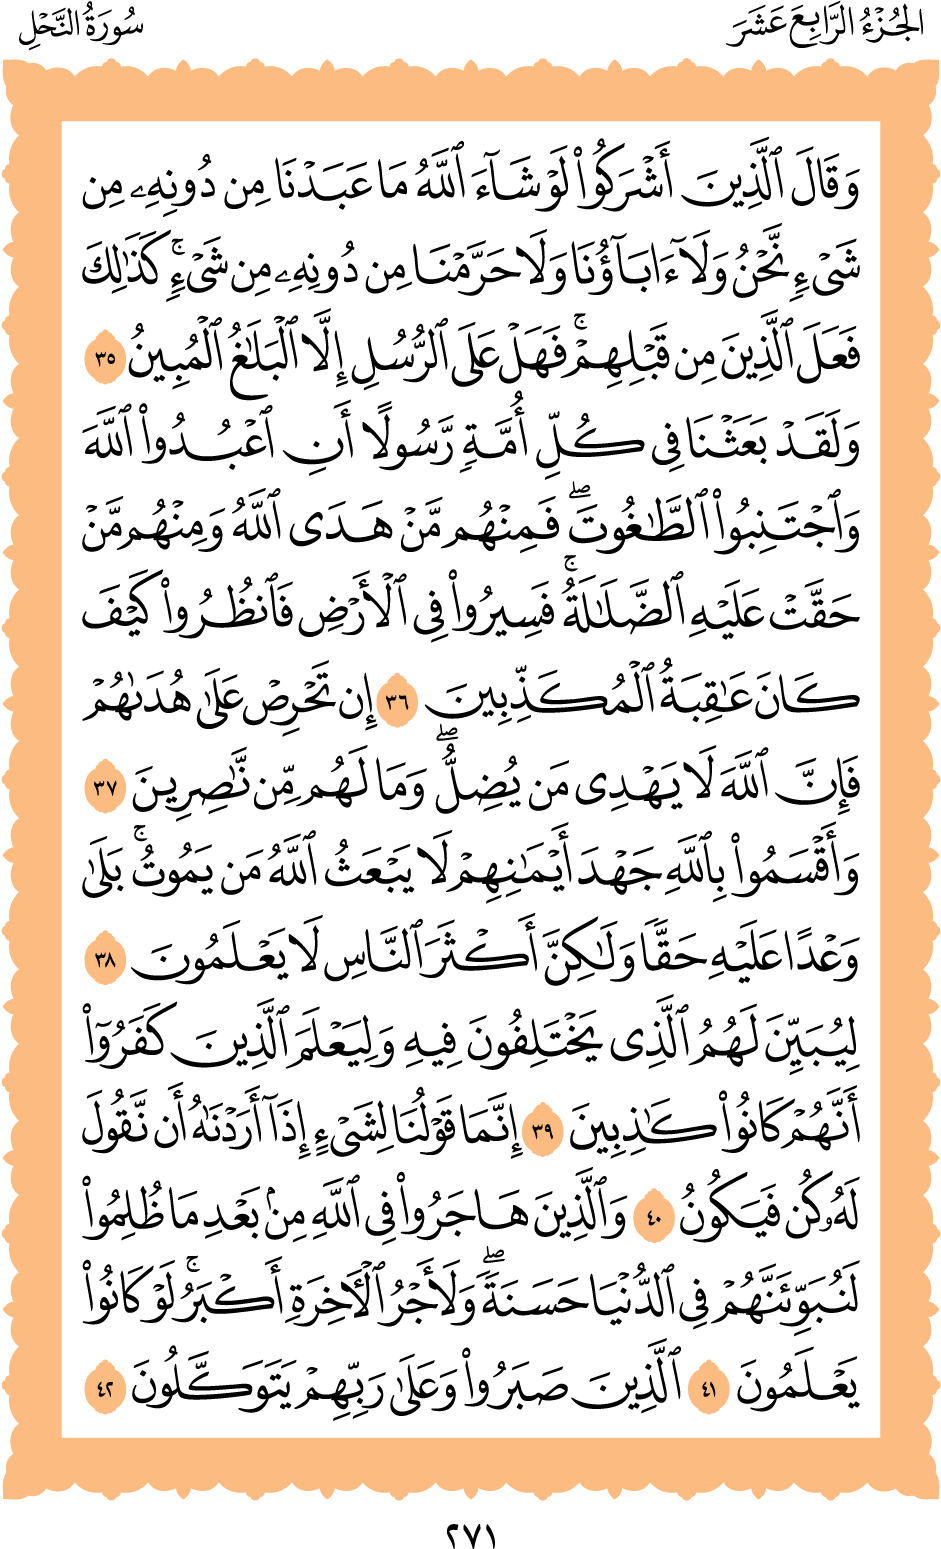 الجُزْءُ الرَّابِعَ عَشَرَ
سُورَةُ النَّحْلِ
وَقَالَ ٱلَّذِينَ أَشْرَكُوا۟ لَوْ شَآءَ ٱللَّهُ مَا عَبَدْنَا مِن دُونِهِۦ مِن
شَىْءٍ نَّحْنُ وَلَآ ءَابَآؤُنَا وَلَا حَرَّمْنَا مِن دُونِهِۦ مِن شَىْءٍ ۚ كَذَٰلِكَ
فَعَلَ ٱلَّذِينَ مِن قَبْلِهِمْ ۚ فَهَلْ عَلَى ٱلرُّسُلِ إِلَّا ٱلْبَلَٰغُ ٱلْمُبِينُ ٣٥
وَلَقَدْ بَعَثْنَا فِى كُلِّ أُمَّةٍ رَّسُولًا أَنِ ٱعْبُدُوا۟ ٱللَّهَ
وَٱجْتَنِبُوا۟ ٱلطَّٰغُوتَ ۖ فَمِنْهُم مَّنْ هَدَى ٱللَّهُ وَمِنْهُم مَّنْ
حَقَّتْ عَلَيْهِ ٱلضَّلَٰلَةُ ۚ فَسِيرُوا۟ فِى ٱلْأَرْضِ فَٱنظُرُوا۟ كَيْفَ
كَانَ عَٰقِبَةُ ٱلْمُكَذِّبِينَ ٣٦ إِن تَحْرِصْ عَلَىٰ هُدَىٰهُمْ
فَإِنَّ ٱللَّهَ لَا يَهْدِى مَن يُضِلُّ ۖ وَمَا لَهُم مِّن نَّٰصِرِينَ ٣٧
وَأَقْسَمُوا۟ بِٱللَّهِ جَهْدَ أَيْمَٰنِهِمْ لَا يَبْعَثُ ٱللَّهُ مَن يَمُوتُ ۚ بَلَىٰ
وَعْدًا عَلَيْهِ حَقًّا وَلَٰكِنَّ أَكْثَرَ ٱلنَّاسِ لَا يَعْلَمُونَ ٣٨
لِيُبَيِّنَ لَهُمُ ٱلَّذِى يَخْتَلِفُونَ فِيهِ وَلِيَعْلَمَ ٱلَّذِينَ كَفَرُوٓا۟
أَنَّهُمْ كَانُوا۟ كَٰذِبِينَ ٣٩ إِنَّمَا قَوْلُنَا لِشَىْءٍ إِذَآ أَرَدْنَٰهُ أَن نَّقُولَ
لَهُۥ كُن فَيَكُونُ ٤٠ وَٱلَّذِينَ هَاجَرُوا۟ فِى ٱللَّهِ مِنۢ بَعْدِ مَا ظُلِمُوا۟
لَنُبَوِّئَنَّهُمْ فِى ٱلدُّنْيَا حَسَنَةً ۖ وَلَأَجْرُ ٱلْءَاخِرَةِ أَكْبَرُ ۚ لَوْ كَانُوا۟
يَعْلَمُونَ ٤١ ٱلَّذِينَ صَبَرُوا۟ وَعَلَىٰ رَبِّهِمْ يَتَوَكَّلُونَ ٤٢
٢٧١